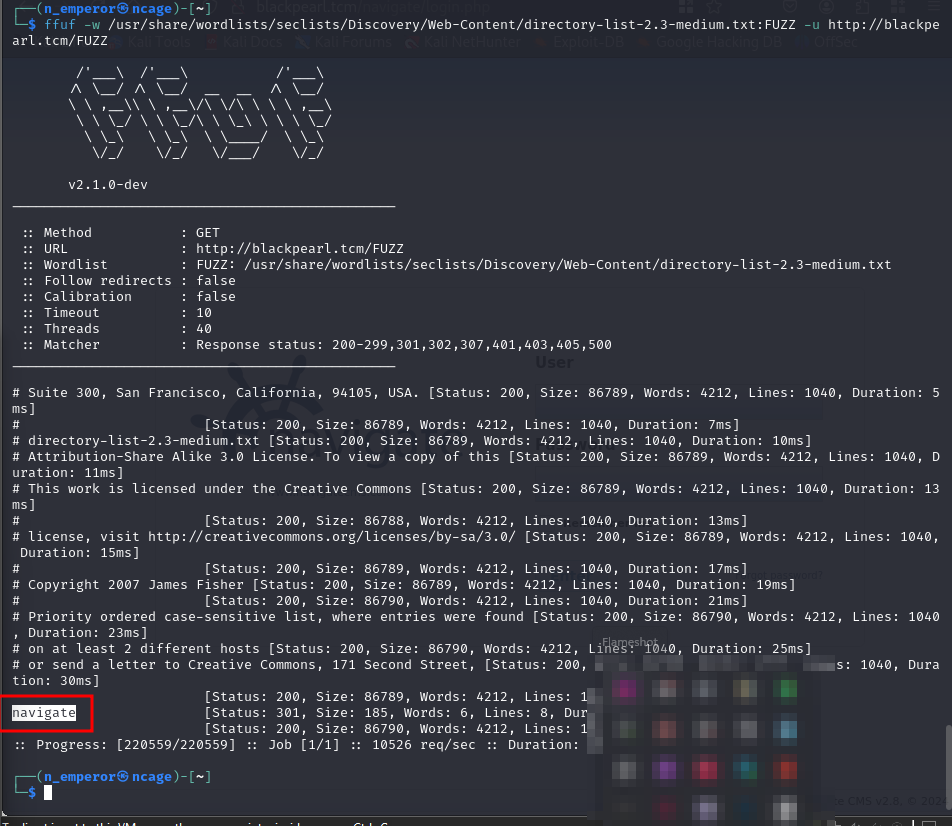 ┌──(n_emperor㉿ncage)-[~]
└─$ ffuf -w /usr/share/wordlists/seclists/Discovery/Web-Content/directory-list-2.3-medium.txt:FUZZ -u http://blackpe
arl.tcm/FUZZ
v2.1.0-dev
:: Method : GET
:: URL : http://blackpearl.tcm/FUZZ
:: Wordlist : FUZZ: /usr/share/wordlists/seclists/Discovery/Web-Content/directory-list-2.3-medium.txt
:: Follow redirects : false
:: Calibration : false
:: Timeout : 10
:: Threads : 40
:: Matcher : Response status: 200-299,301,302,307,401,403,405,500
User
# Suite 300, San Francisco, California, 94105, USA. [Status: 200, Size: 86789, Words: 4212, Lines: 1040, Duration: 5
ms]
# [Status: 200, Size: 86789, Words: 4212, Lines: 1040, Duration: 7ms]
# directory-list-2.3-medium.txt [Status: 200, Size: 86789, Words: 4212, Lines: 1040, Duration: 10ms]
# Attribution-Share Alike 3.0 License. To view a copy of this [Status: 200, Size: 86789, Words: 4212, Lines: 1040, D
uration: 11ms]
# This work is licensed under the Creative Commons [Status: 200, Size: 86789, Words: 4212, Lines: 1040, Duration: 13
ms]
# [Status: 200, Size: 86788, Words: 4212, Lines: 1040, Duration: 13ms]
# license, visit http://creativecommons.org/licenses/by-sa/3.0/ [Status: 200, Size: 86789, Words: 4212, Lines: 1040,
Duration: 15ms]
# [Status: 200, Size: 86789, Words: 4212, Lines: 1040, Duration: 17ms]
# Copyright 2007 James Fisher [Status: 200, Size: 86789, Words: 4212, Lines: 1040, Duration: 19ms]
# [Status: 200, Size: 86790, Words: 4212, Lines: 1040, Duration: 21ms]
# Priority ordered case-sensitive list, where entries were found [Status: 200, Size: 86790, Words: 4212, Lines: 1040
, Duration: 23ms]
Flameshot
# on at least 2 different hosts [Status: 200, Size: 86790, Words: 4212, Lines: 1040, Duration: 25ms]
# or send a letter to Creative Commons, 171 Second Street, [Status: 200, s: 1040, Dura
tion: 30ms]
[Status: 200, Size: 86789, Words: 4212, Lines: 1
navigate [Status: 301, Size: 185, Words: 6, Lines: 8, Dur
[Status: 200, Size: 86790, Words: 4212, Lines: 1
:: Progress: [220559/220559] :: Job [1/1] :: 10526 req/sec :: Duration:
┌──(n_emperor㉿ncage)-[~]
└─$
CMS v2.8, © 2024